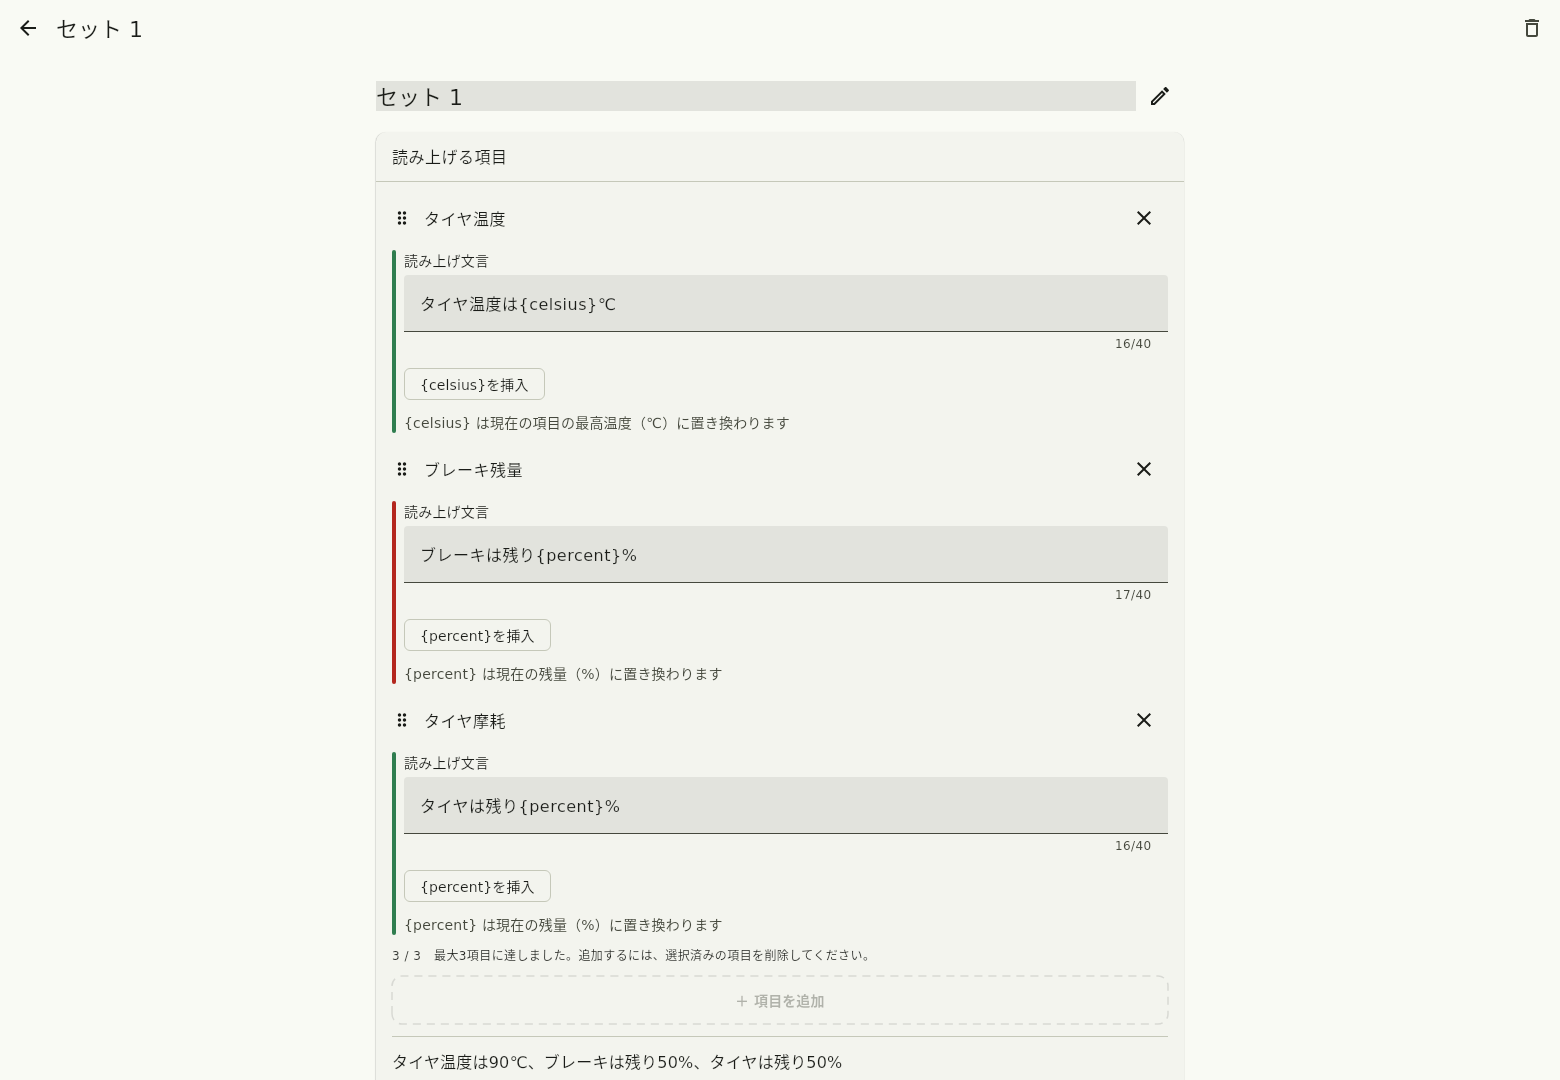 セット 1
セット 1
読み上げる項目
タイヤ温度
読み上げ文言
タイヤ温度は{celsius}℃
16/40
{celsius}を挿入
{celsius} は現在の項目の最高温度（℃）に置き換わります
ブレーキ残量
読み上げ文言
ブレーキは残り{percent}%
17/40
{percent}を挿入
{percent} は現在の残量（%）に置き換わります
タイヤ摩耗
読み上げ文言
タイヤは残り{percent}%
16/40
{percent}を挿入
{percent} は現在の残量（%）に置き換わります
3 / 3　最大3項目に達しました。追加するには、選択済みの項目を削除してください。
+ 項目を追加
タイヤ温度は90℃、ブレーキは残り50%、タイヤは残り50%